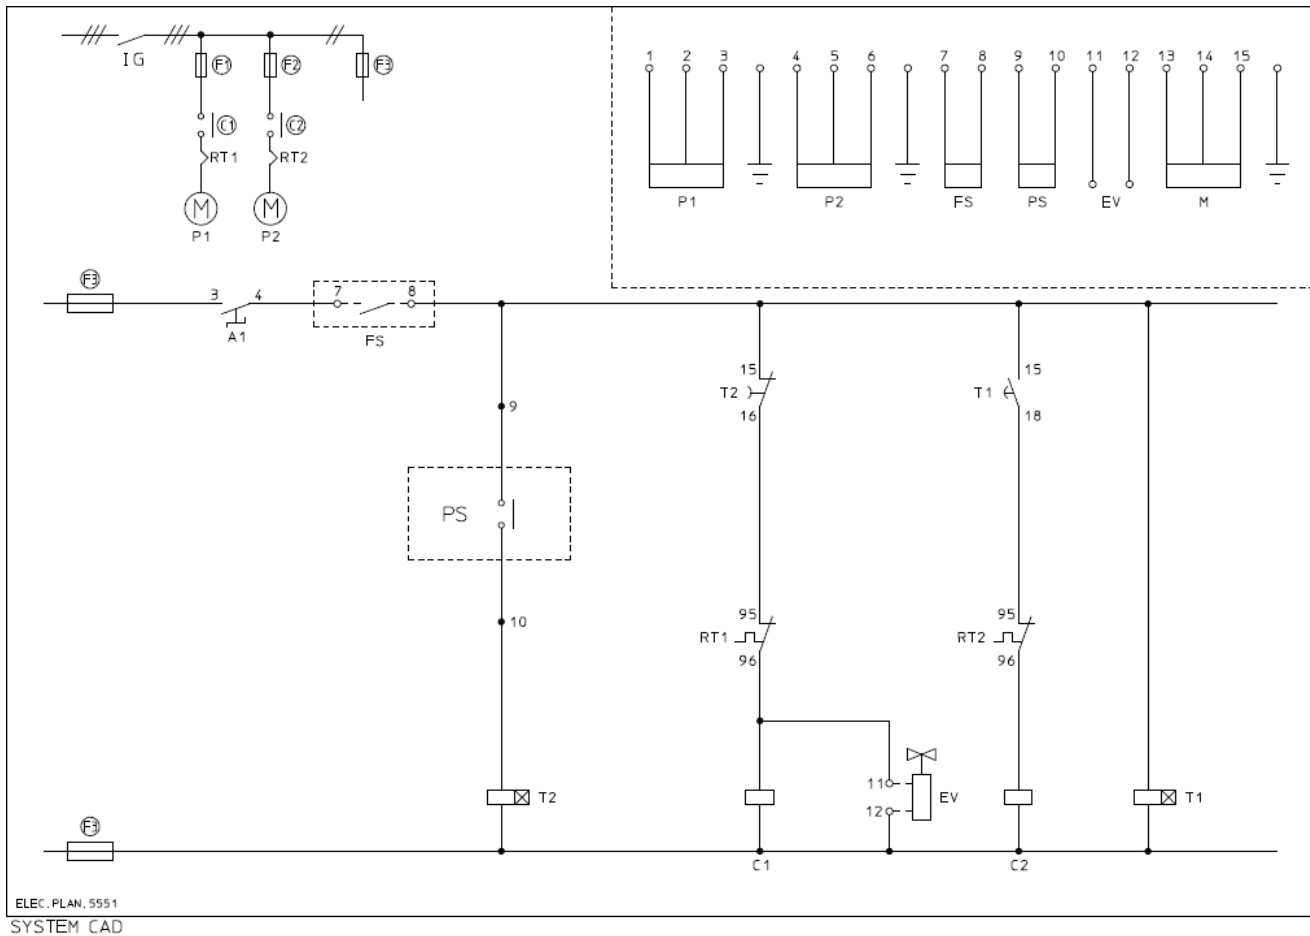 IG
F1
F2
F3
C1
C2
RT1
RT2
M
M
P1
P2
1 2 3 4 5 6 7 8 9 10 11 12 13 14 15
P1 P2 FS PS EV M
F3
3 4
A1
7 8
FS
9
PS
10
T2
15
T2
16
95
RT1
96
11
12
EV
C1
15
T1
18
95
RT2
96
C2
T1
F3
ELEC.PLAN.5551
SYSTEM CAD